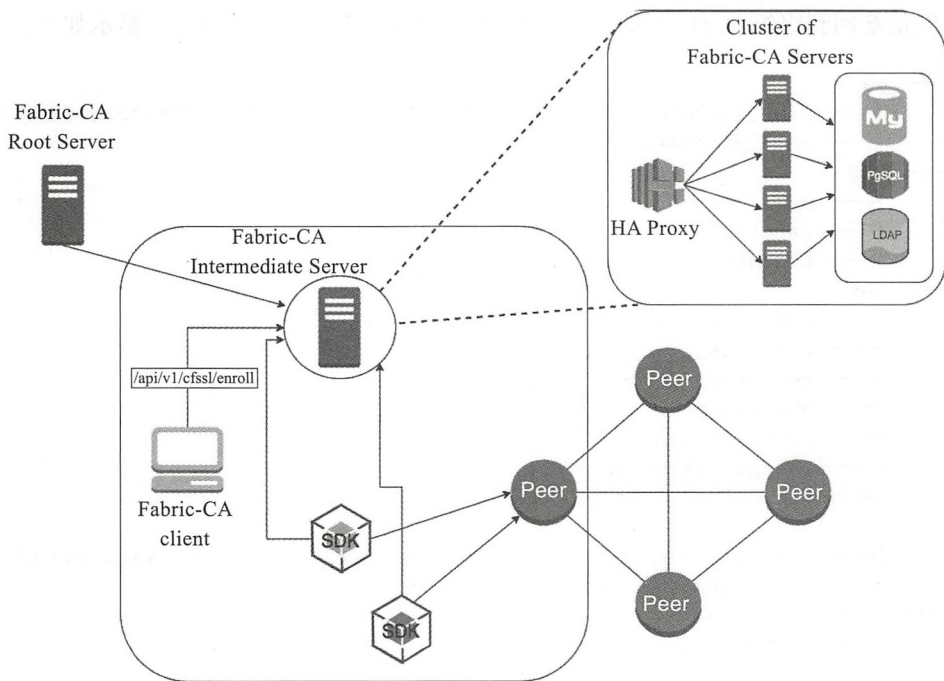 Cluster of
Fabric-CA Servers
My
PgSQL
LDAP
HA Proxy
Fabric-CA
Root Server
Fabric-CA
Intermediate Server
/api/v1/cfssl/enroll
Fabric-CA
client
SDK
SDK
Peer
Peer
Peer
Peer